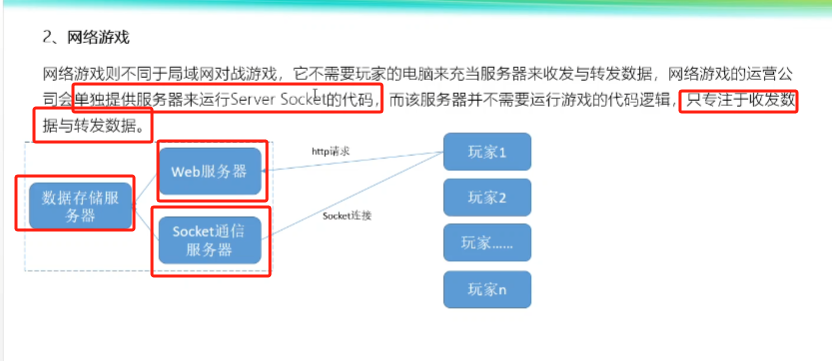 2、网络游戏
网络游戏则不同于局域网对战游戏，它不需要玩家的电脑来充当服务器来收发与转发数据，网络游戏的运营公
司会单独提供服务器来运行Server Socket的代码，而该服务器并不需要运行游戏的代码逻辑，只专注于收发数
据与转发数据。
http请求
玩家1
Web服务器
数据存储服
务器
玩家2
Socket连接
Socket通信
服务器
玩家……
玩家n